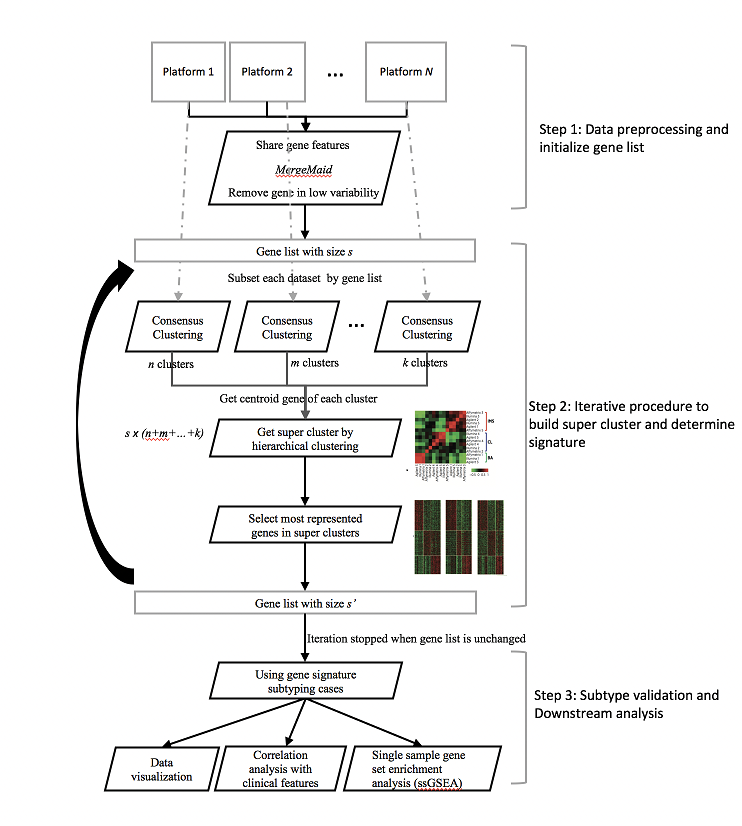 Platform 1
Platform 2
...
Platform N
Step 1: Data preprocessing and
initialize gene list
Share gene features
MergeMaid
Remove gene in low variability
Gene list with size s
Subset each dataset by gene list
Consensus
Clustering
Consensus
Clustering
...
Consensus
Clustering
n clusters
m clusters
k clusters
Get centroid gene of each cluster
s x (n+m+...+k)
Get super cluster by
hierarchical clustering
Step 2: Iterative procedure to
build super cluster and determine
signature
IMS
CL
BA
Select most represented
genes in super clusters
Gene list with size s'
Iteration stopped when gene list is unchanged
Using gene signature
subtyping cases
Step 3: Subtype validation and
Downstream analysis
Data
visualization
Correlation
analysis with
clinical features
Single sample gene
set enrichment
analysis (ssGSEA)